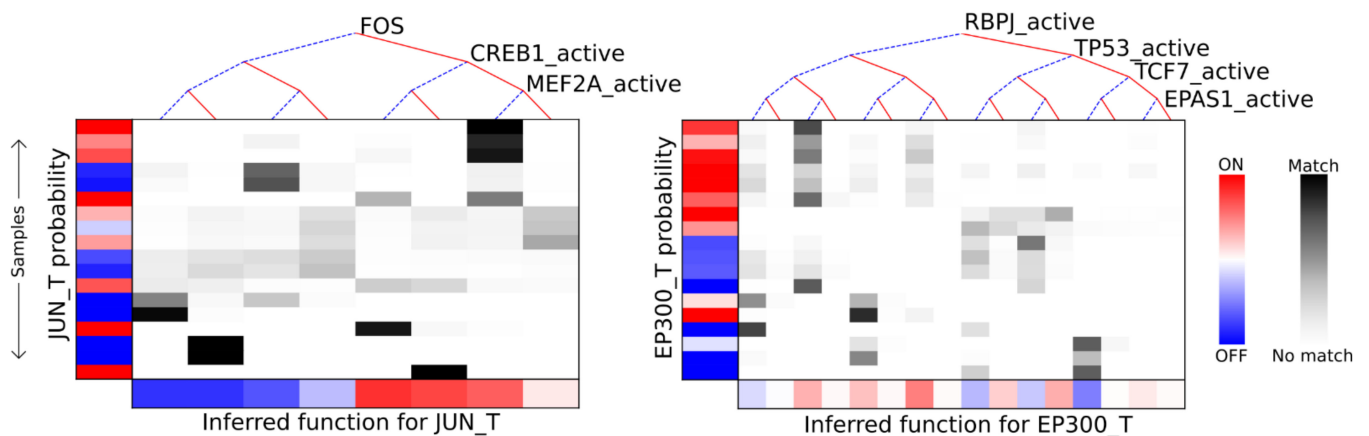 FOS
CREB1_active
MEF2A_active
Samples
JUN_T probability
Inferred function for JUN_T
RBPJ_active
TP53_active
TCF7_active
EPAS1_active
EP300_T probability
Inferred function for EP300_T
ON
OFF
Match
No match